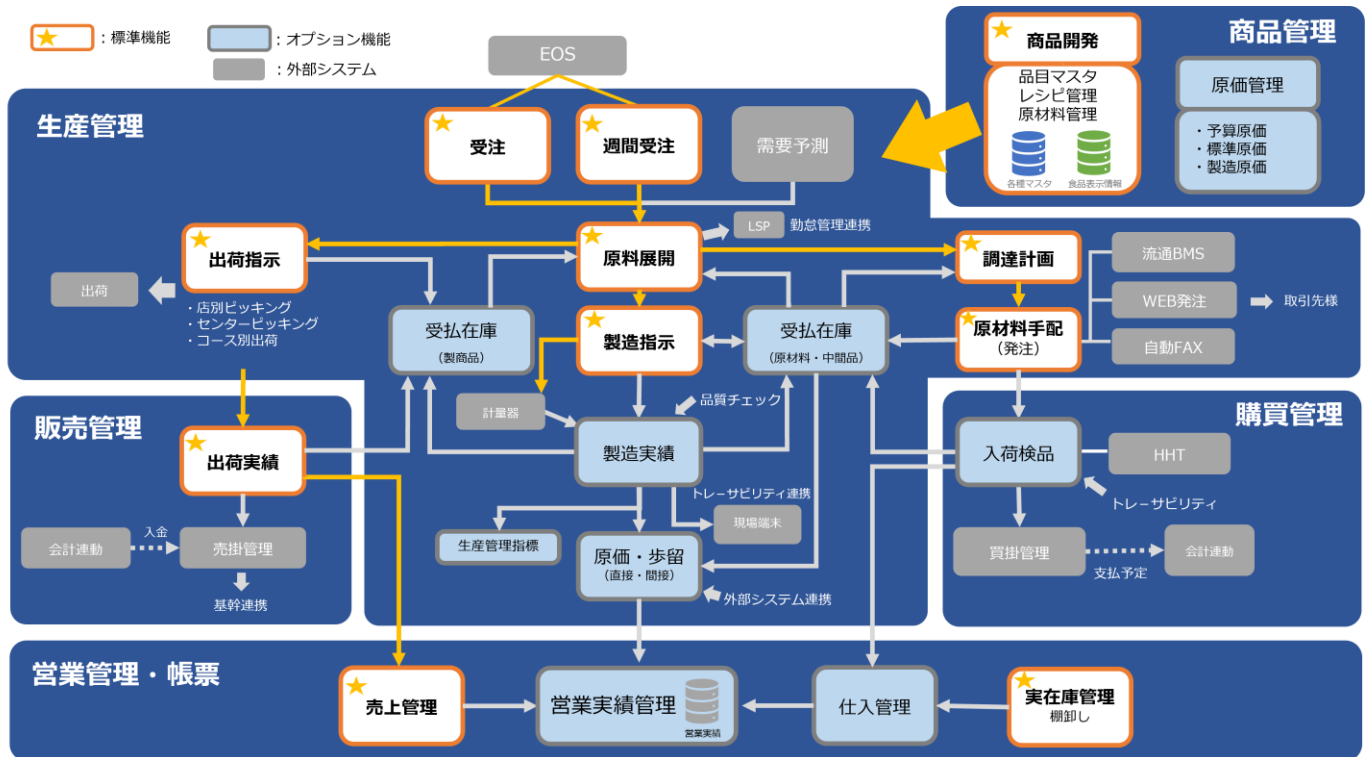 ：標準機能
：オプション機能
：外部システム
EOS
商品管理
商品開発
品目マスタ
レシピ管理
原材料管理
各種マスタ
食品表示情報
原価管理
・予算原価
・標準原価
・製造原価
生産管理
受注
週間受注
需要予測
LSP
勤怠管理連携
出荷指示
原料展開
調達計画
流通BMS
WEB発注
自動FAX
取引先様
出荷
・店別ピッキング
・センターピッキング
・コース別出荷
受払在庫
（製商品）
製造指示
受払在庫
（原材料・中間品）
原材料手配
（発注）
計量器
品質チェック
製造実績
トレーサビリティ連携
現場端末
生産管理指標
原価・歩留
（直接・間接）
外部システム連携
販売管理
出荷実績
会計連動
入金
売掛管理
基幹連携
購買管理
入荷検品
HHT
トレーサビリティ
買掛管理
支払予定
会計連動
営業管理・帳票
売上管理
営業実績管理
営業実績
仕入管理
実在庫管理
棚卸し